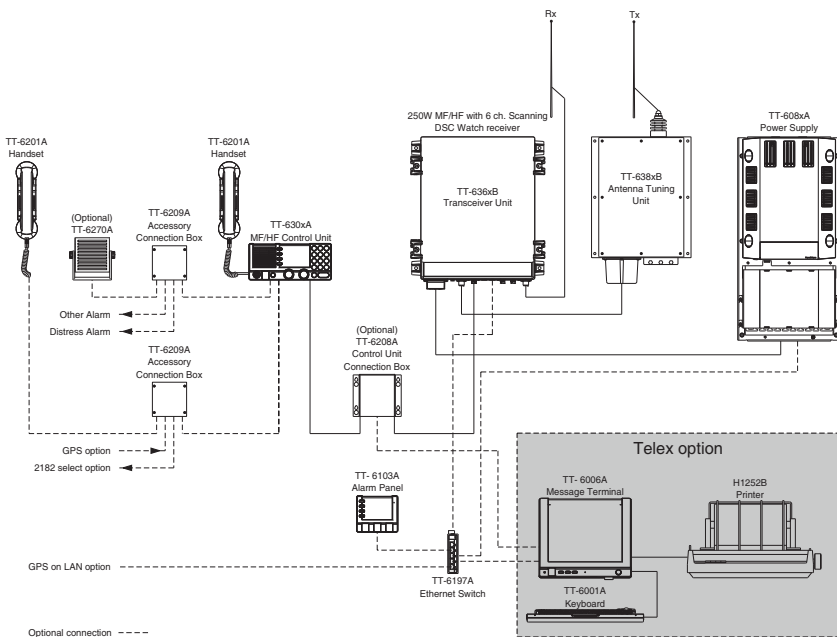 Rx
Tx
250W MF/HF with 6 ch. Scanning
DSC Watch receiver
TT-608xA
Power Supply
TT-6201A
Handset
TT-6201A
Handset
TT-636xB
Transceiver Unit
TT-638xB
Antenna Tuning
Unit
(Optional)
TT-6270A
TT-6209A
Accessory
Connection Box
TT-630xA
MF/HF Control Unit
Other Alarm
Distress Alarm
(Optional)
TT-6208A
Control Unit
Connection Box
TT-6209A
Accessory
Connection Box
GPS option
2182 select option
Telex option
TT- 6103A
Alarm Panel
TT- 6006A
Message Terminal
H1252B
Printer
GPS on LAN option
TT-6197A
Ethernet Switch
TT-6001A
Keyboard
Optional connection